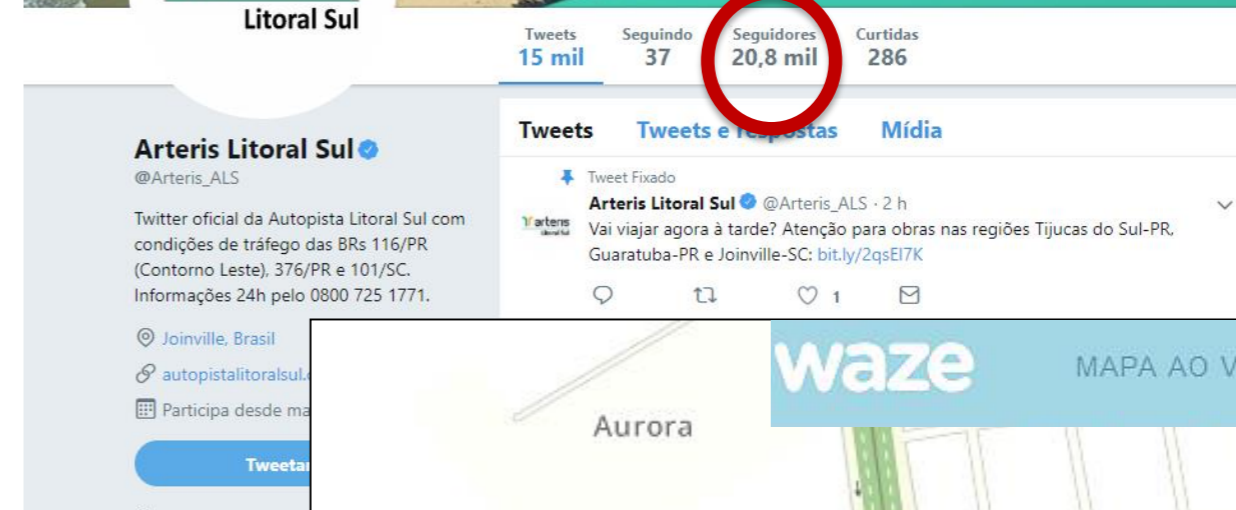 Litoral Sul
Tweets Seguindo Seguidores Curtidas
15 mil 37 20,8 mil 286
Tweets Tweets e respostas Mídia
Arteris Litoral Sul
@Arteris_ALS
Twitter oficial da Autopista Litoral Sul com
condições de tráfego das BRs 116/PR
(Contorno Leste), 376/PR e 101/SC.
Informações 24h pelo 0800 725 1771.
Joinville, Brasil
autopistalitoralsul.
Participa desde ma
Tweeta
Tweet Fixado
Arteris Litoral Sul @Arteris_ALS · 2 h
arteris
Vai viajar agora à tarde? Atenção para obras nas regiões Tijucas do Sul-PR,
Guaratuba-PR e Joinville-SC: bit.ly/2qsEI7K
1
waze MAPA AO V
Aurora